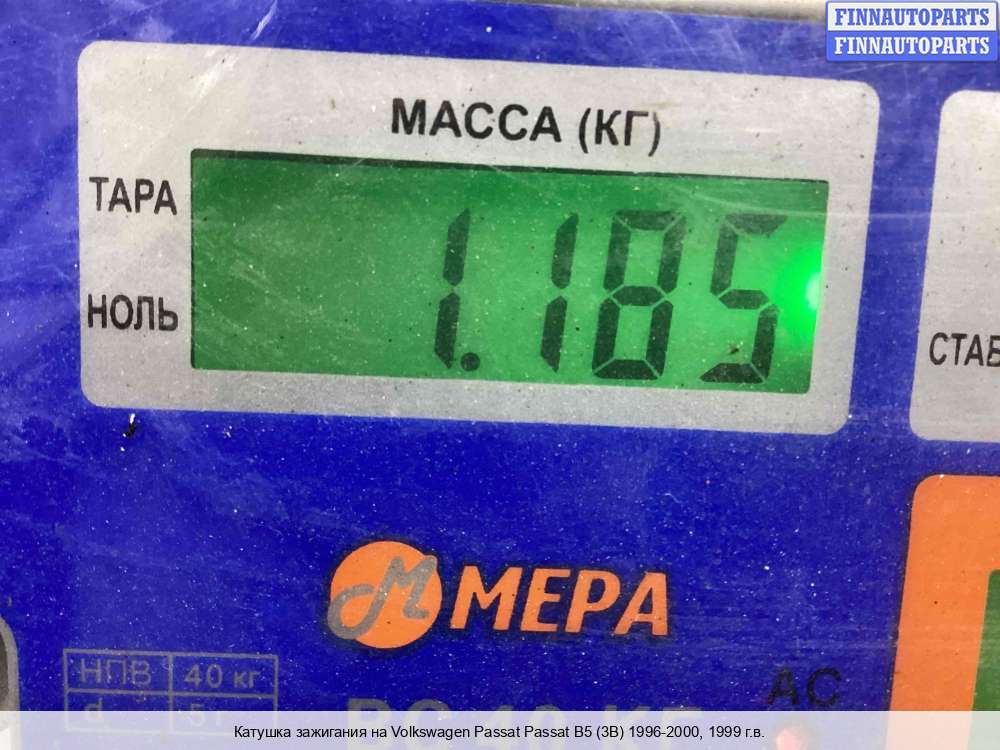 FINNAUTOPARTS
FINNAUTOPARTS
МАССА (КГ)
ТАРА
1.185
НОЛЬ
СТАБ
М МЕРА
НПВ 40 кг
d 5 г
АС
Катушка зажигания на Volkswagen Passat Passat B5 (3B) 1996-2000, 1999 г.в.